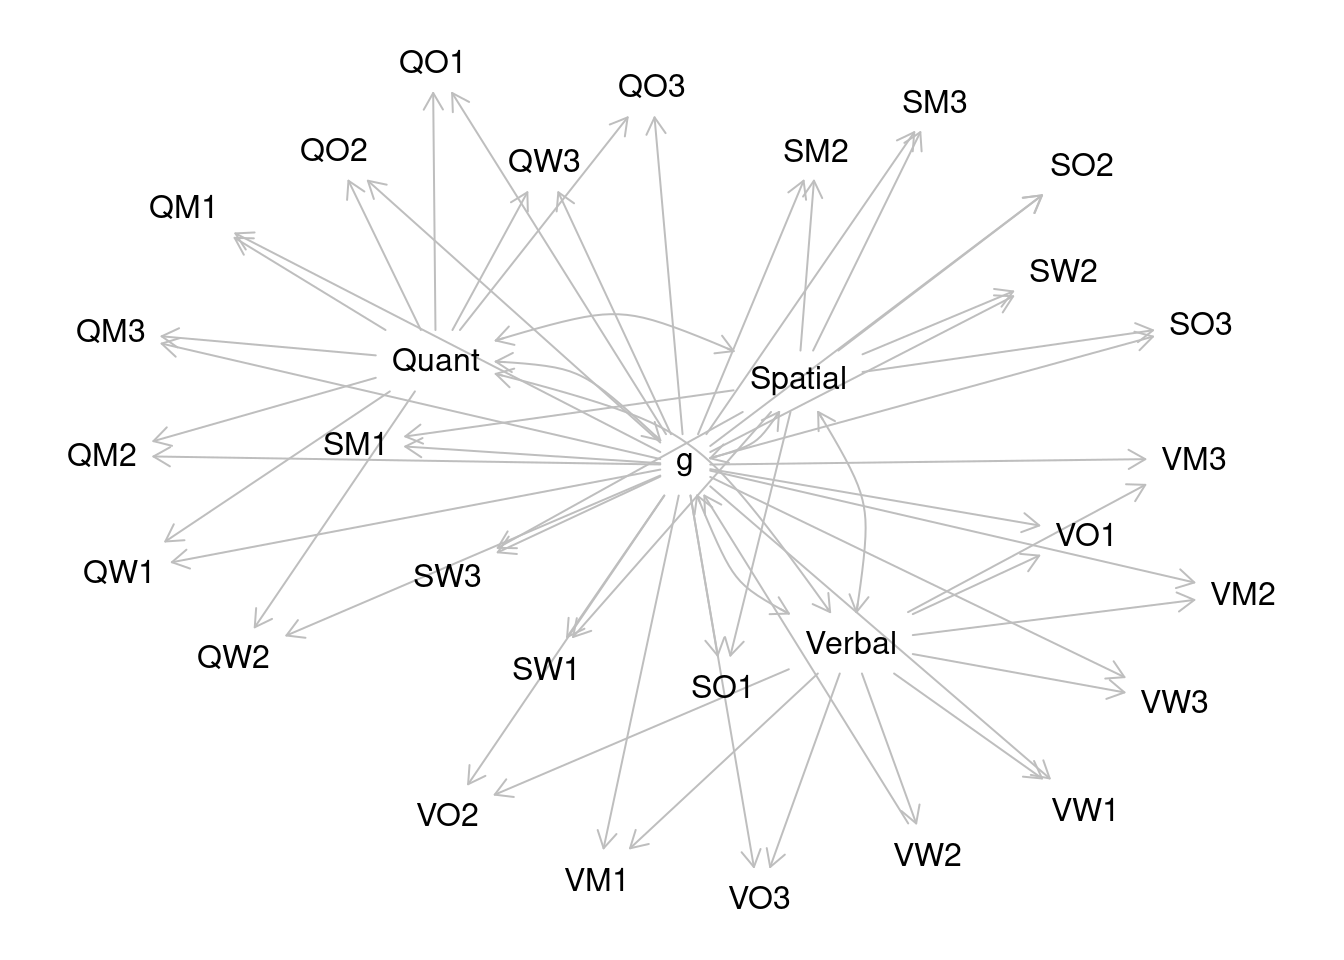 QO1
QO3
SM3
QO2
QW3
SM2
SO2
QM1
SW2
QM3
SO3
Quant
Spatial
SM1
QM2
g
VM3
VO1
QW1
SW3
VM2
QW2
SW1
SO1
Verbal
VW3
VO2
VW1
VM1
VW2
VO3